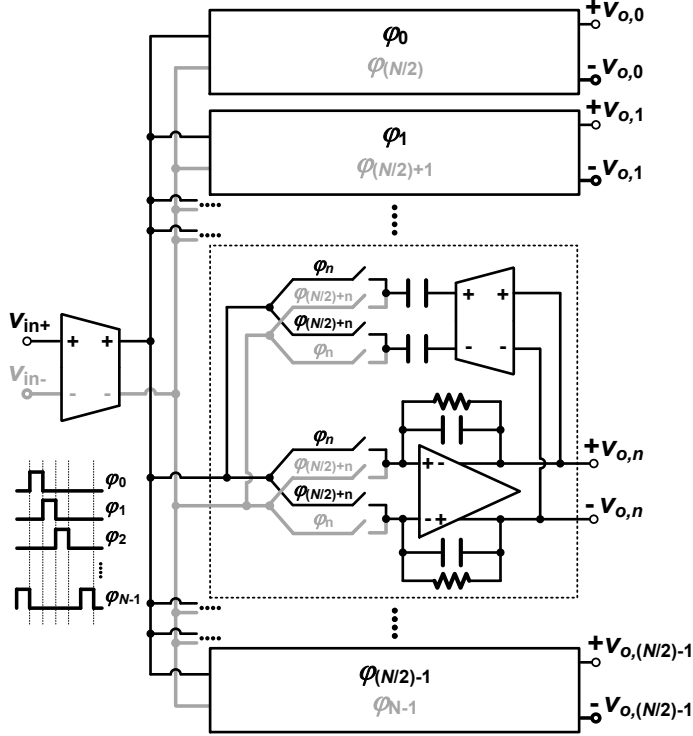 +vo,0
φ0
φ(N/2)
- vo,0
+vo,1
φ1
φ(N/2)+1
- vo,1
φn
φ(N/2)+n
φ(N/2)+n
φn
+ +
- -
vin+
+ +
vin-
- -
φn
φ(N/2)+n
φ(N/2)+n
φn
+ -
- +
+vo,n
- vo,n
φ0
φ1
φ2
φN-1
+vo,(N/2)-1
φ(N/2)-1
φN-1
- vo,(N/2)-1